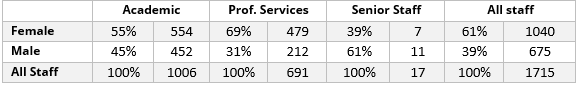 Academic Prof. Services Senior Staff All staff
Female 55% 554 69% 479 39% 7 61% 1040
Male 45% 452 31% 212 61% 11 39% 675
All Staff 100% 1006 100% 691 100% 17 100% 1715